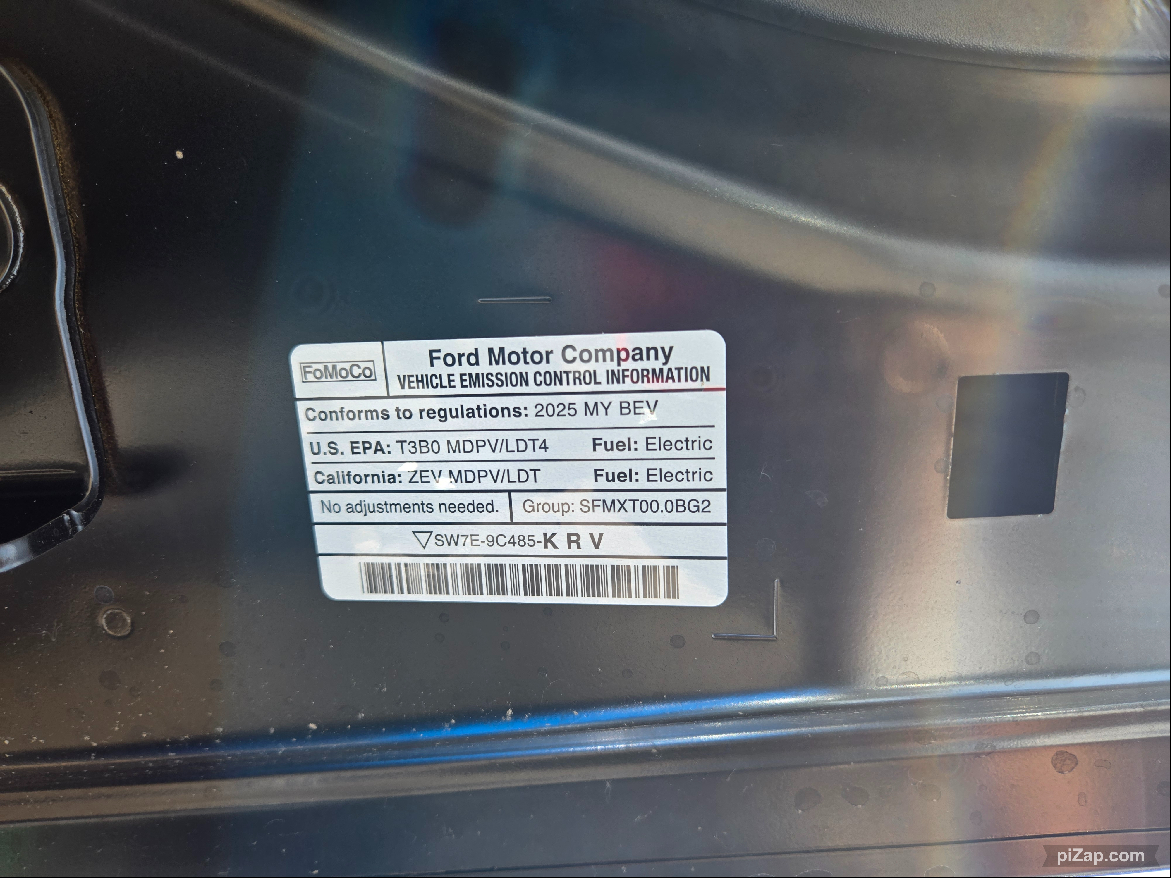 FoMoCo
Ford Motor Company
VEHICLE EMISSION CONTROL INFORMATION
Conforms to regulations: 2025 MY BEV
U.S. EPA: T3B0 MDPV/LDT4 Fuel: Electric
California: ZEV MDPV/LDT Fuel: Electric
No adjustments needed. Group: SFMXT00.0BG2
▽SW7E-9C485-K R V
piZap.com